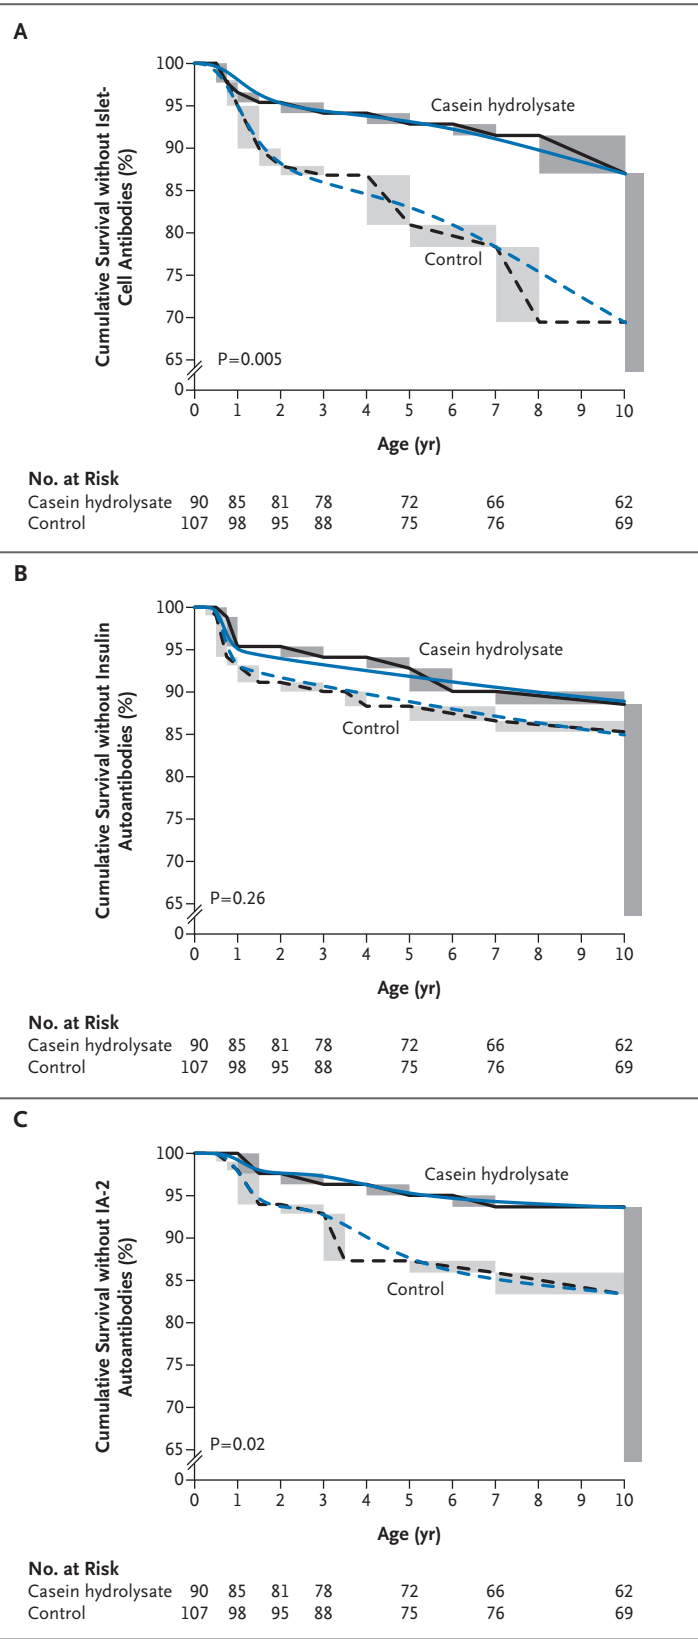 A
Cumulative Survival without Islet-
Cell Antibodies (%)
100
95
90
85
80
75
70
65
0
Casein hydrolysate
Control
P=0.005
0 1 2 3 4 5 6 7 8 9 10
Age (yr)
No. at Risk
Casein hydrolysate 90 85 81 78 72 66 62
Control 107 98 95 88 75 76 69
B
Cumulative Survival without Insulin
Autoantibodies (%)
100
95
90
85
80
75
70
65
0
Casein hydrolysate
Control
P=0.26
0 1 2 3 4 5 6 7 8 9 10
Age (yr)
No. at Risk
Casein hydrolysate 90 85 81 78 72 66 62
Control 107 98 95 88 75 76 69
C
Cumulative Survival without IA-2
Autoantibodies (%)
100
95
90
85
80
75
70
65
0
Casein hydrolysate
Control
P=0.02
0 1 2 3 4 5 6 7 8 9 10
Age (yr)
No. at Risk
Casein hydrolysate 90 85 81 78 72 66 62
Control 107 98 95 88 75 76 69